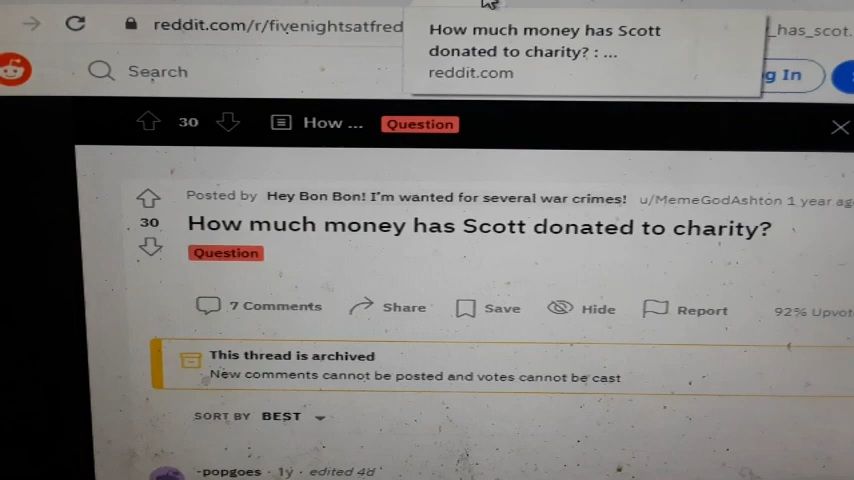 reddit.com/r/fivenightsatfred
How much money has Scott
donated to charity? : ...
reddit.com
_has_scot.
Search
g In
30
How ...
Question
Posted by Hey Bon Bon! I'm wanted for several war crimes! u/MemeGodAshton 1 year ag
30
How much money has Scott donated to charity?
Question
7 Comments
Share
Save
Hide
Report
92% Upvot
This thread is archived
New comments cannot be posted and votes cannot be cast
SORT BY BEST
-popgoes · 1y · edited 4d